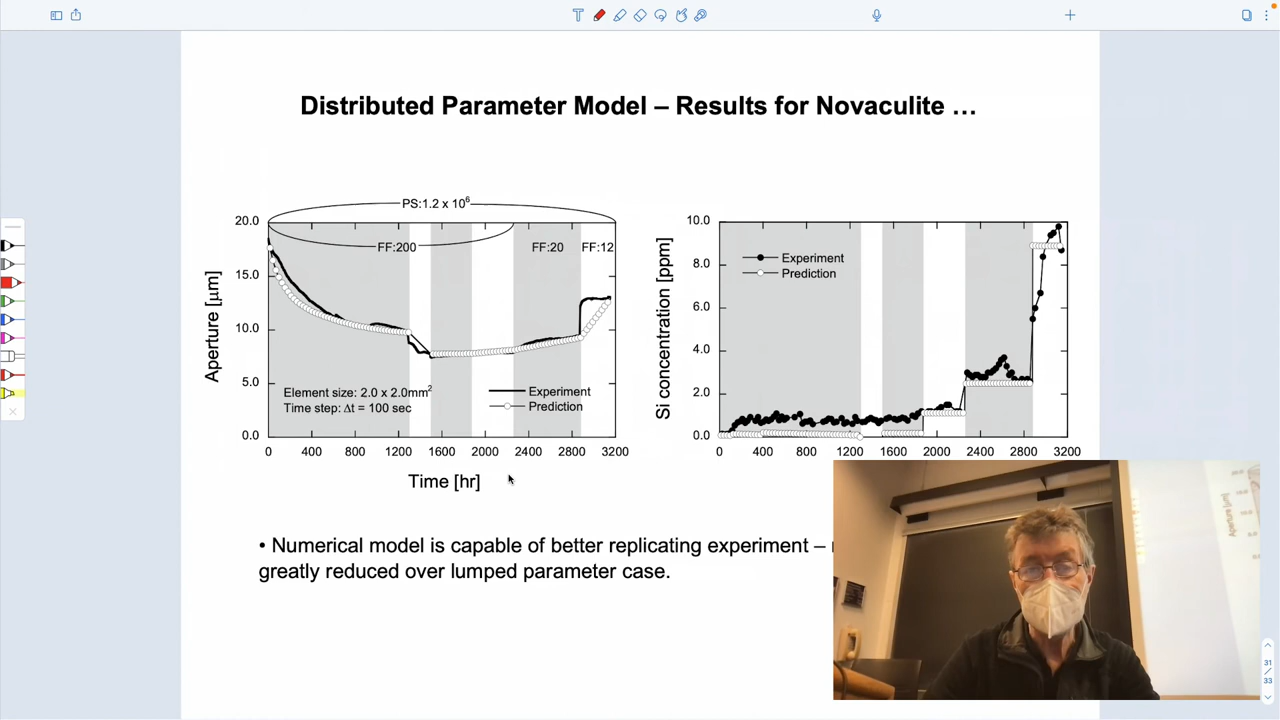 Distributed Parameter Model – Results for Novaculite …
PS:1.2 x 10⁶
20.0
15.0
10.0
5.0
0.0
Aperture [μm]
FF:200
FF:20
FF:12
Element size: 2.0 x 2.0mm²
Time step: Δt = 100 sec
Experiment
Prediction
0 400 800 1200 1600 2000 2400 2800 3200
Time [hr]
10.0
8.0
6.0
4.0
2.0
0.0
Si concentration [ppm]
Experiment
Prediction
0 400 800 1200 1600 2000 2400 2800 3200
• Numerical model is capable of better replicating experiment –
greatly reduced over lumped parameter case.
31
/
33